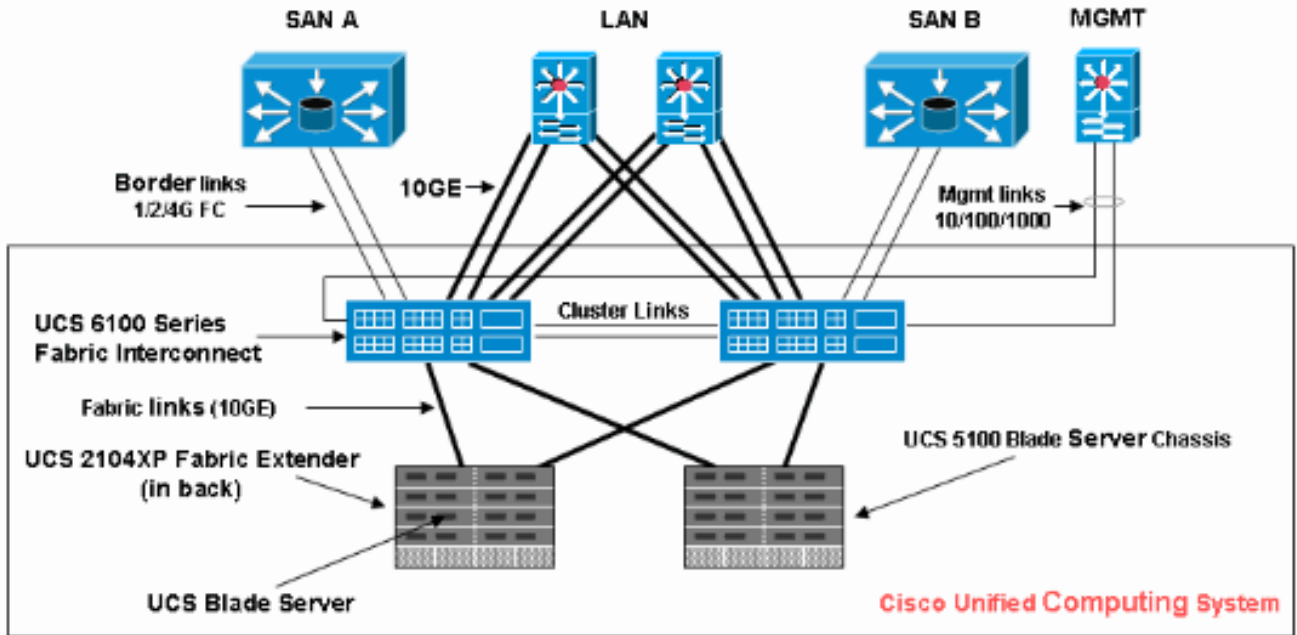 SAN A
LAN
SAN B
MGMT
Border links
1/2/4G FC
10GE
Mgmt links
10/100/1000
UCS 6100 Series
Fabric Interconnect
Cluster Links
Fabric links (10GE)
UCS 2104XP Fabric Extender
(in back)
UCS 5100 Blade Server Chassis
UCS Blade Server
Cisco Unified Computing System